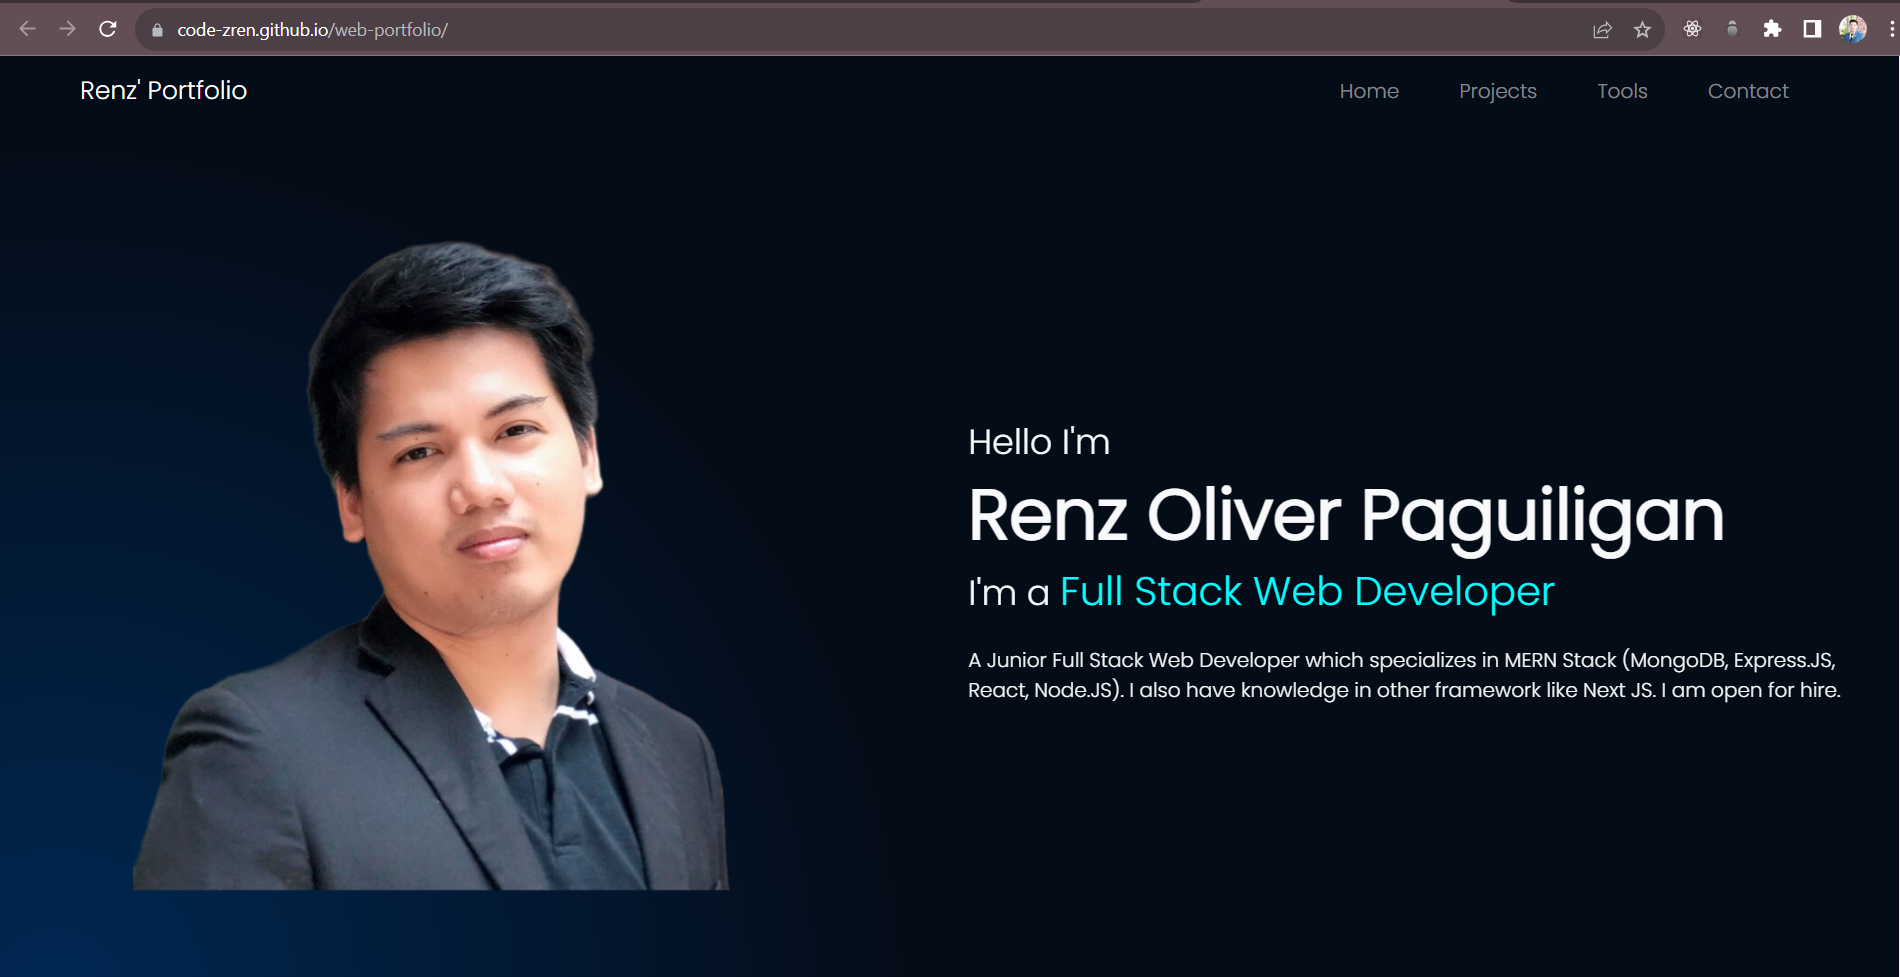 code-zren.github.io/web-portfolio/
Renz' Portfolio
Home
Projects
Tools
Contact
Hello I'm
Renz Oliver Paguiligan
I'm a Full Stack Web Developer
A Junior Full Stack Web Developer which specializes in MERN Stack (MongoDB, Express.JS,
React, Node.JS). I also have knowledge in other framework like Next JS. I am open for hire.